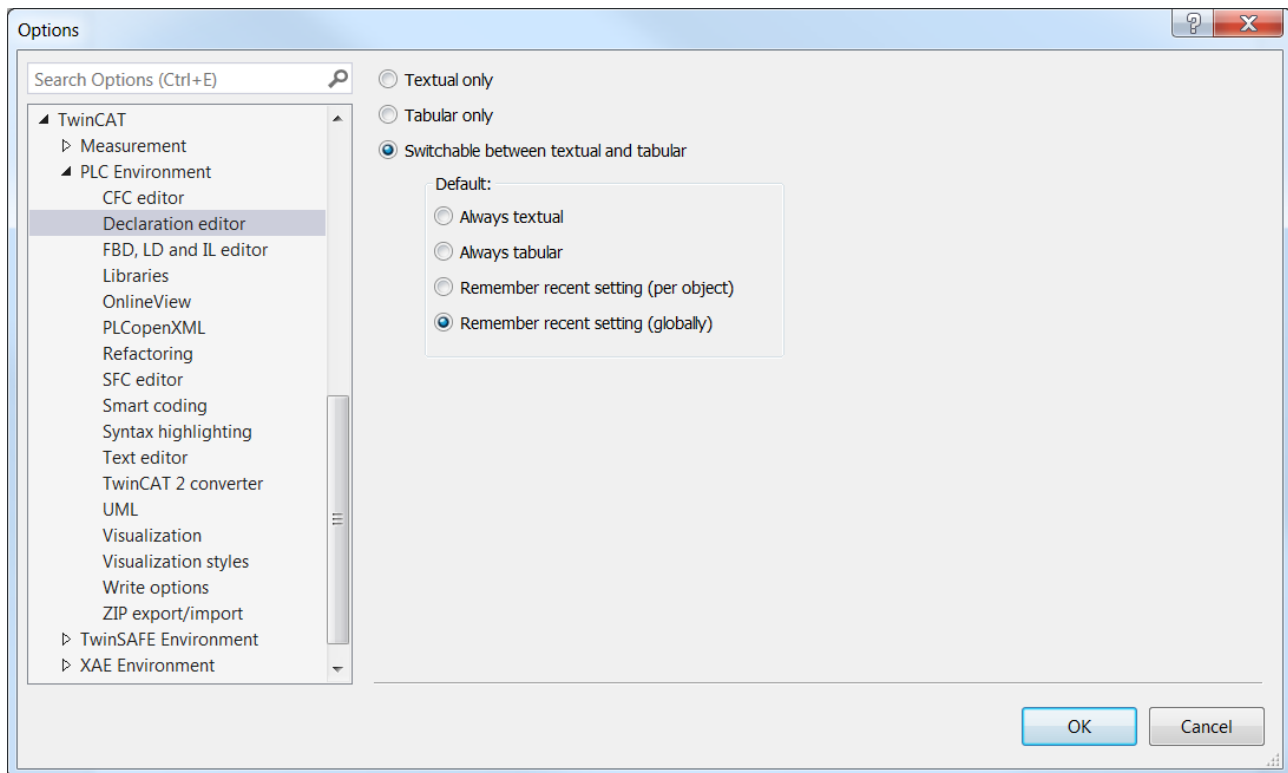 Options
Search Options (Ctrl+E)
TwinCAT
Measurement
PLC Environment
CFC editor
Declaration editor
FBD, LD and IL editor
Libraries
OnlineView
PLCopenXML
Refactoring
SFC editor
Smart coding
Syntax highlighting
Text editor
TwinCAT 2 converter
UML
Visualization
Visualization styles
Write options
ZIP export/import
TwinSAFE Environment
XAE Environment
Textual only
Tabular only
Switchable between textual and tabular
Default:
Always textual
Always tabular
Remember recent setting (per object)
Remember recent setting (globally)
OK
Cancel